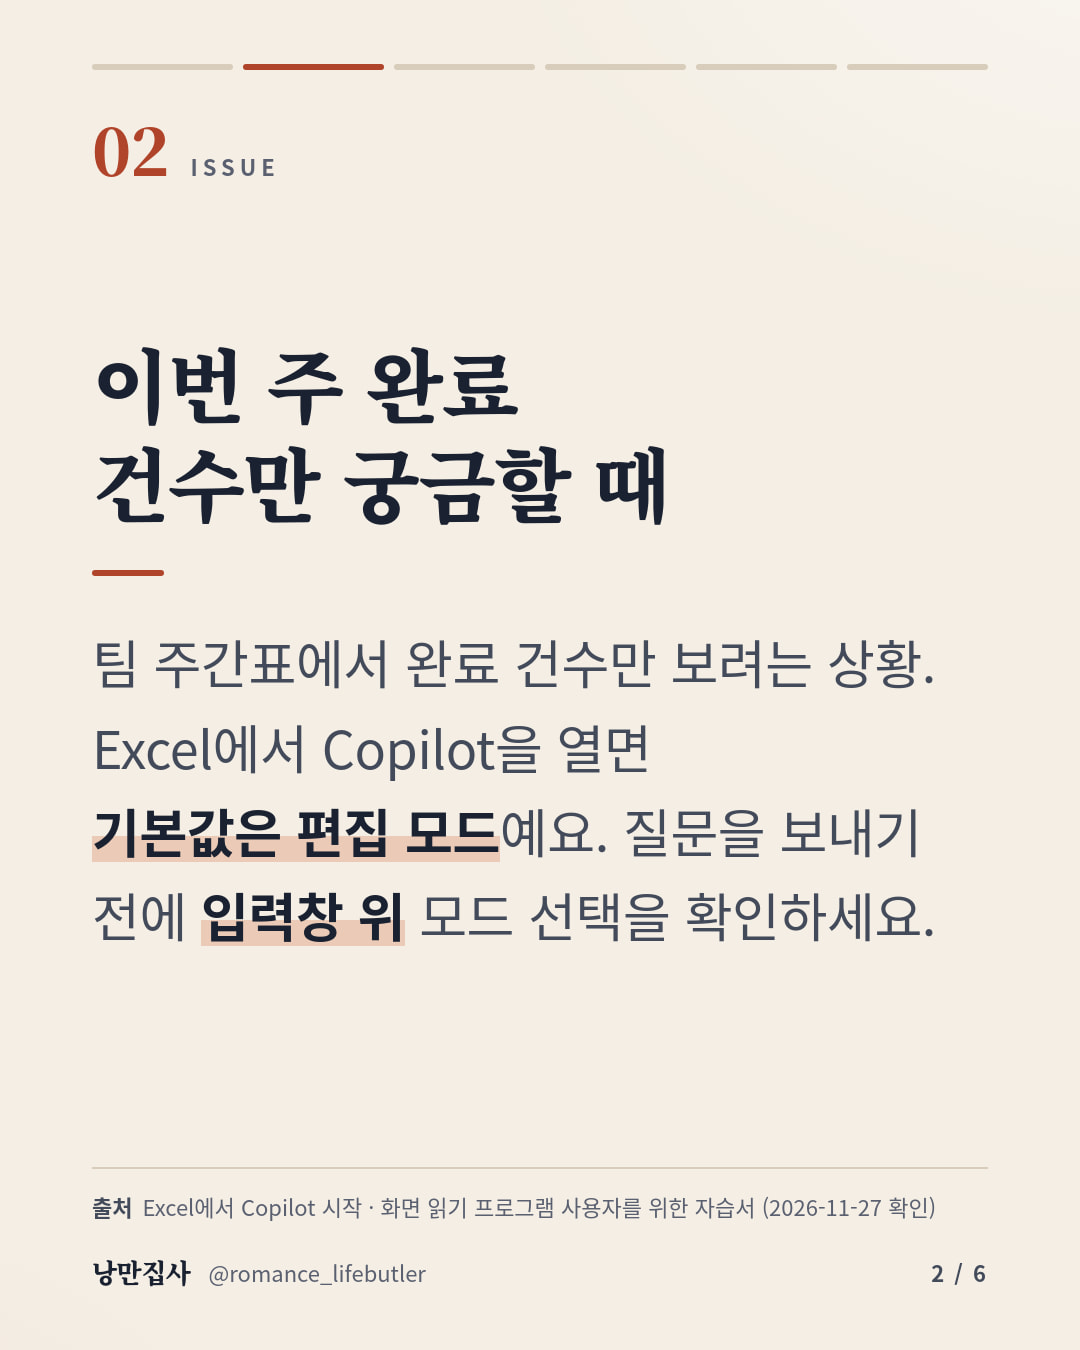 02 ISSUE
이번 주 완료
건수만 궁금할 때
팀 주간표에서 완료 건수만 보려는 상황.
Excel에서 Copilot을 열면
기본값은 편집 모드예요. 질문을 보내기
전에 입력창 위 모드 선택을 확인하세요.
출처 Excel에서 Copilot 시작 · 화면 읽기 프로그램 사용자를 위한 자습서 (2026-11-27 확인)
낭만집사 @romance_lifebutler
2 / 6